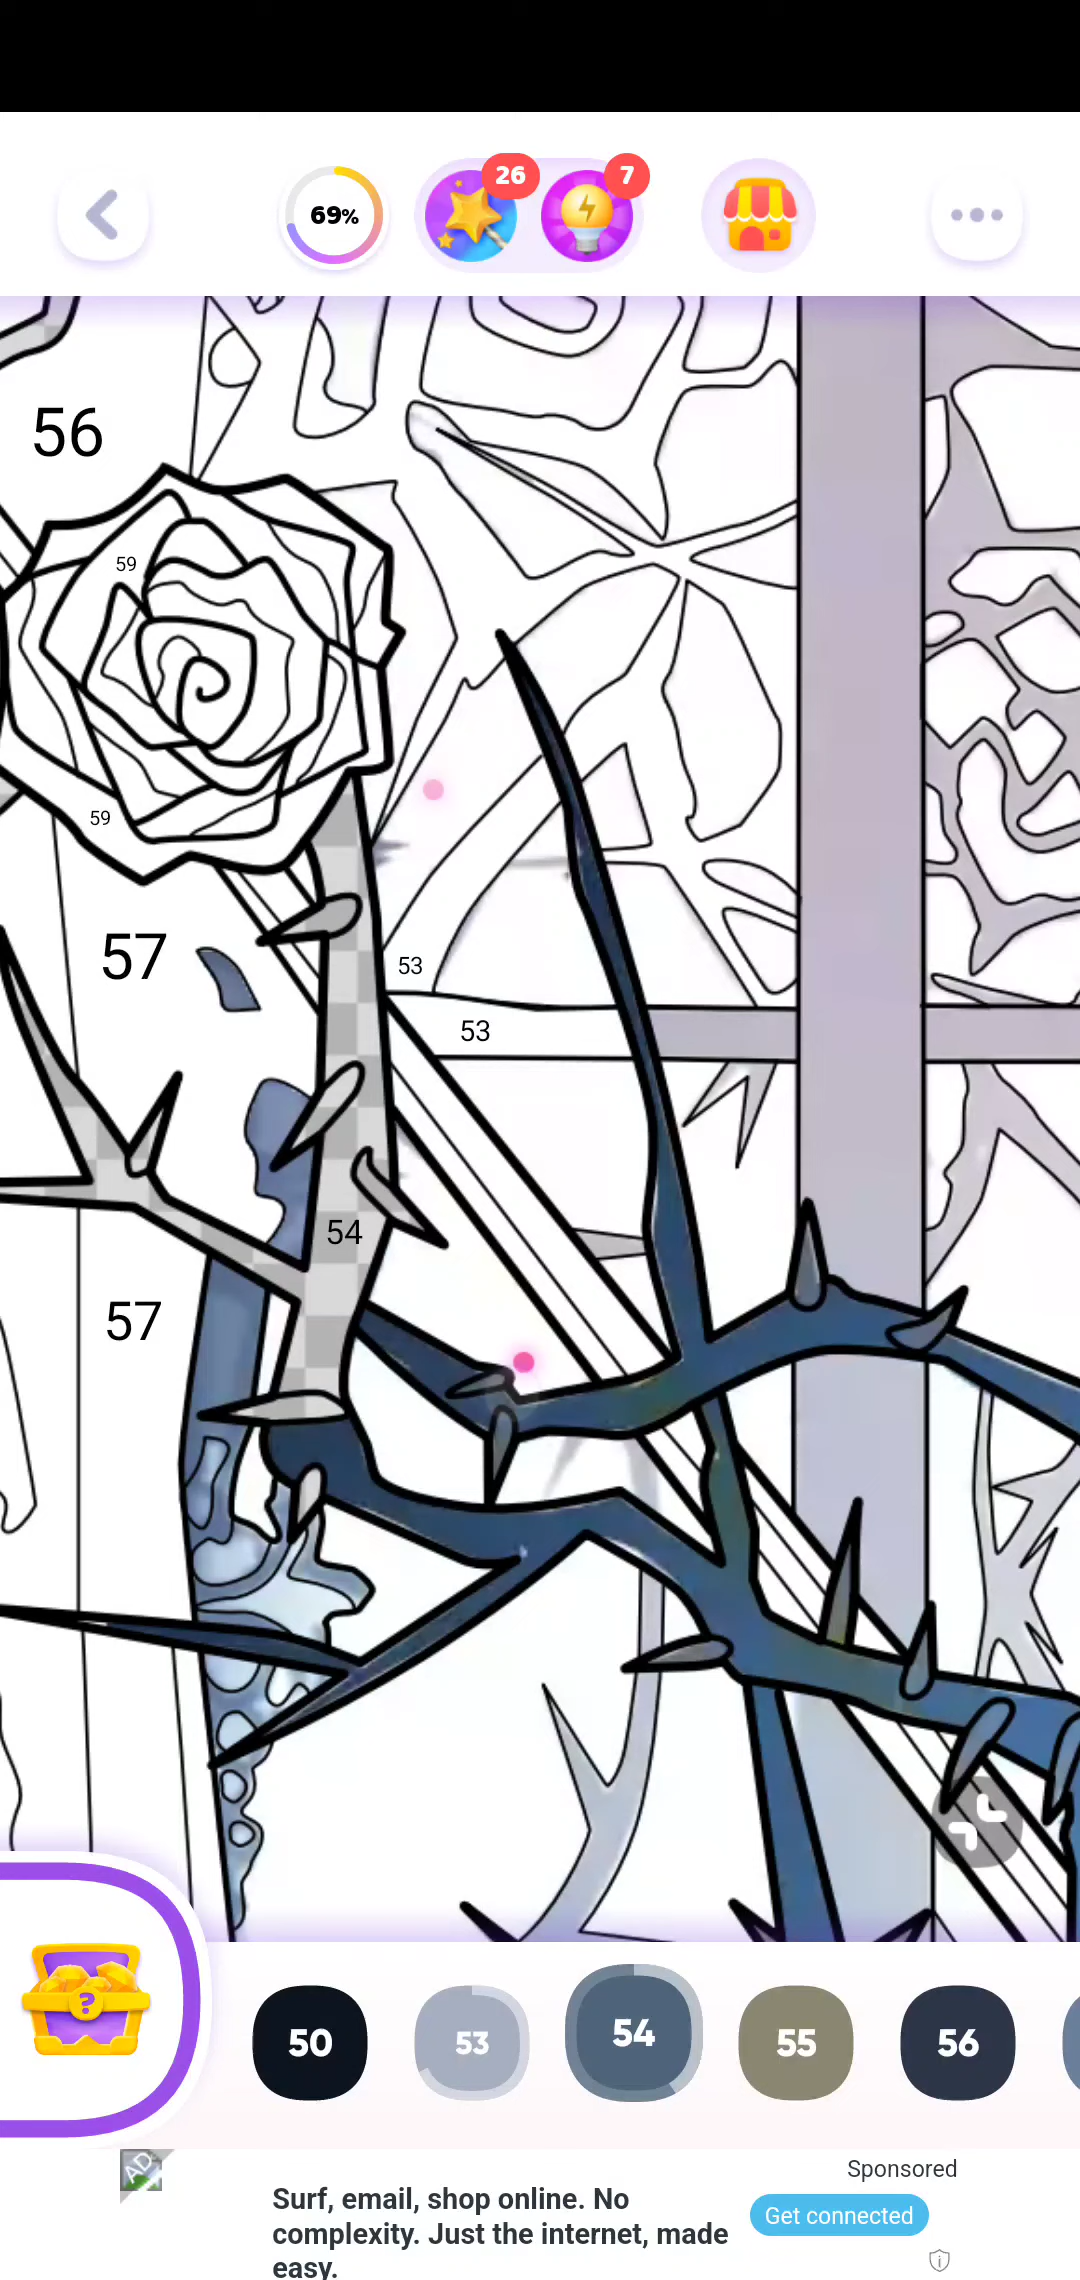 69%
26
7
56
59
59
57
53
53
54
57
50
53
54
55
56
AD
Sponsored
Surf, email, shop online. No
complexity. Just the internet, made
easy.
Get connected